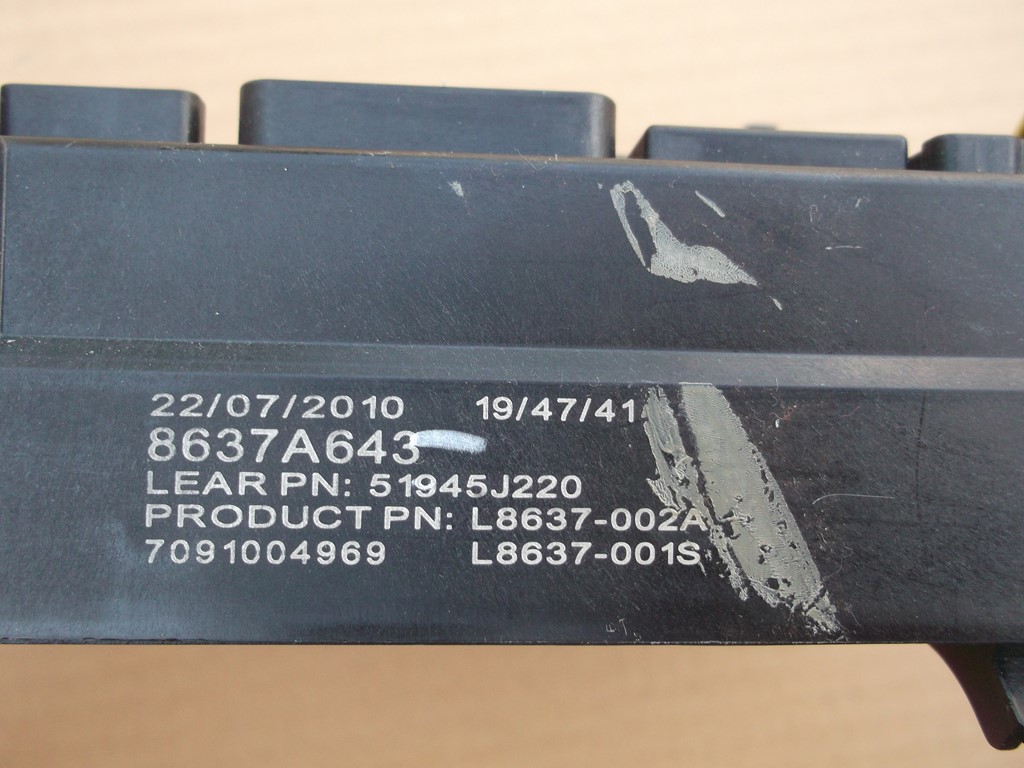 22/07/2010 19/47/41
8637A643
LEAR PN: 51945J220
PRODUCT PN: L8637-002A
7091004969 L8637-001S